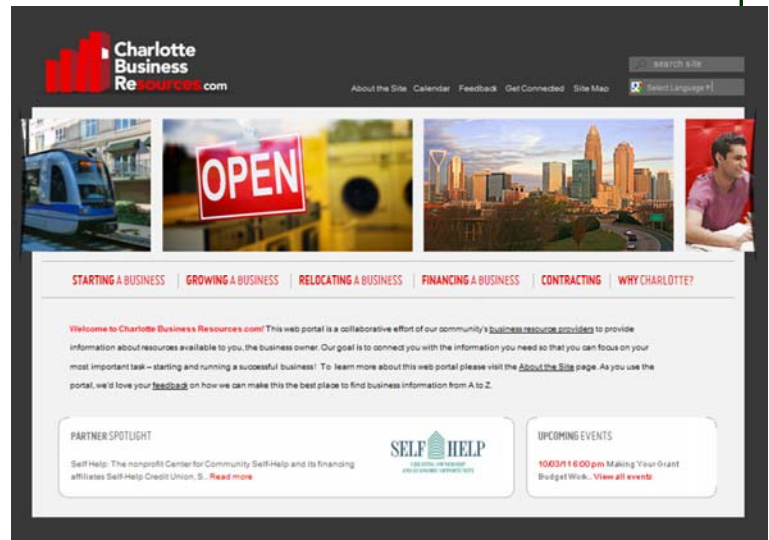 Charlotte
Business
Resources.com
search site
About the Site Calendar Feedback Get Connected Site Map
Select Language
OPEN
STARTING A BUSINESS GROWING A BUSINESS RELOCATING A BUSINESS FINANCING A BUSINESS CONTRACTING WHY CHARLOTTE?
Welcome to Charlotte Business Resources.com! This web portal is a collaborative effort of our community's business resource providers to provide
information about resources available to you, the business owner. Our goal is to connect you with the information you need so that you can focus on your
most important task – starting and running a successful business! To learn more about this web portal please visit the About the Site page. As you use the
portal, we'd love your feedback on how we can make this the best place to find business information from A to Z.
PARTNER SPOTLIGHT
Self Help: The nonprofit Center for Community Self-Help and its financing
affiliates Self-Help Credit Union, S... Read more
SELF HELP
CREATING OWNERSHIP
AND ECONOMIC OPPORTUNITY
UPCOMING EVENTS
10/03/11 6:00 pm Making Your Grant
Budget Work... View all events